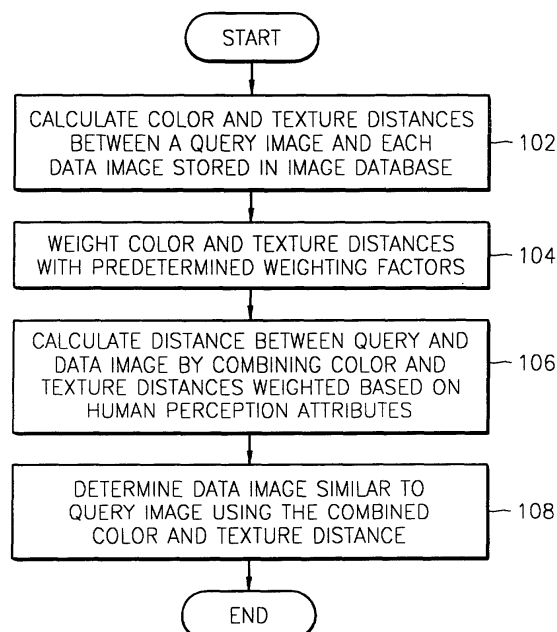 START
CALCULATE COLOR AND TEXTURE DISTANCES
BETWEEN A QUERY IMAGE AND EACH
DATA IMAGE STORED IN IMAGE DATABASE
102
WEIGHT COLOR AND TEXTURE DISTANCES
WITH PREDETERMINED WEIGHTING FACTORS
104
CALCULATE DISTANCE BETWEEN QUERY AND
DATA IMAGE BY COMBINING COLOR AND
TEXTURE DISTANCES WEIGHTED BASED ON
HUMAN PERCEPTION ATTRIBUTES
106
DETERMINE DATA IMAGE SIMILAR TO
QUERY IMAGE USING THE COMBINED
COLOR AND TEXTURE DISTANCE
108
END